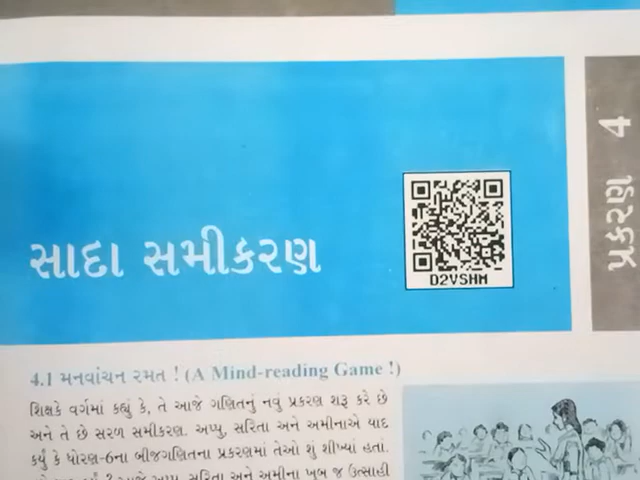 પ્રકરણ 4
સાદા સમીકરણ
D2VSHM
4.1 મનવાંચન રમત ! (A Mind-reading Game !)
શિક્ષકે વર્ગમાં કહ્યું કે, તે આજે ગણિતનું નવું પ્રકરણ શરૂ કરે છે
અને તે છે સરળ સમીકરણ. અપ્પુ, સરિતા અને અમીનાએ યાદ
કર્યું કે ધોરણ-6ના બીજગણિતના પ્રકરણમાં તેઓ શું શીખ્યાં હતાં.
અપ્પુ, સરિતા અને અમીના ખૂબ જ ઉત્સાહી